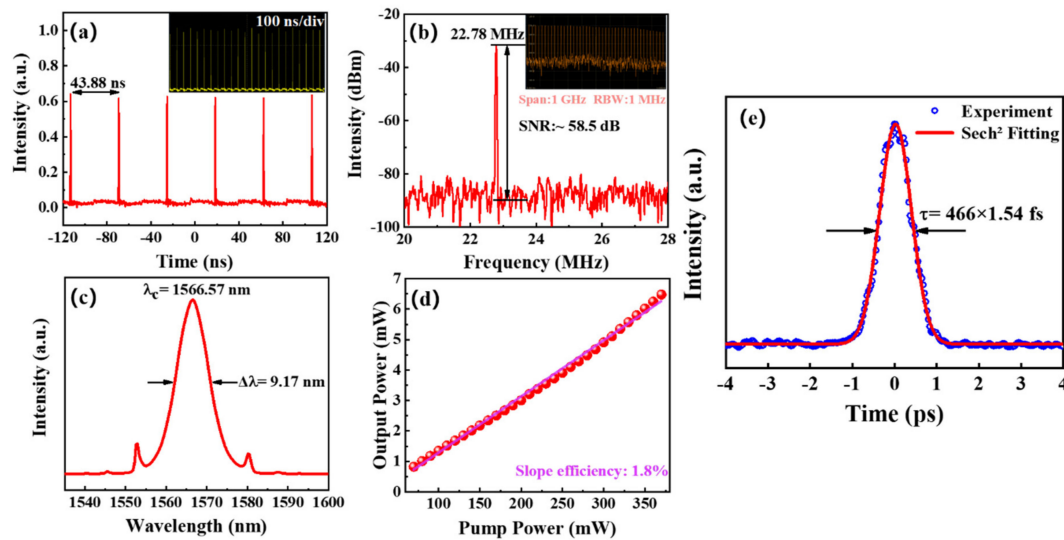 (a)
100 ns/div
43.88 ns
Intensity (a.u.)
1.0
0.8
0.6
0.4
0.2
0.0
-120 -80 -40 0 40 80 120
Time (ns)
(b)
22.78 MHz
Span:1 GHz RBW:1 MHz
SNR:~ 58.5 dB
Intensity (dBm)
-20
-40
-60
-80
-100
20 22 24 26 28
Frequency (MHz)
(c)
λc= 1566.57 nm
Δλ= 9.17 nm
Intensity (a.u.)
1540 1550 1560 1570 1580 1590 1600
Wavelength (nm)
(d)
Output Power (mW)
7
6
5
4
3
2
1
0
Slope efficiency: 1.8%
100 150 200 250 300 350
Pump Power (mW)
(e)
Experiment
Sech² Fitting
τ= 466×1.54 fs
Intensity (a.u.)
-4 -3 -2 -1 0 1 2 3 4
Time (ps)